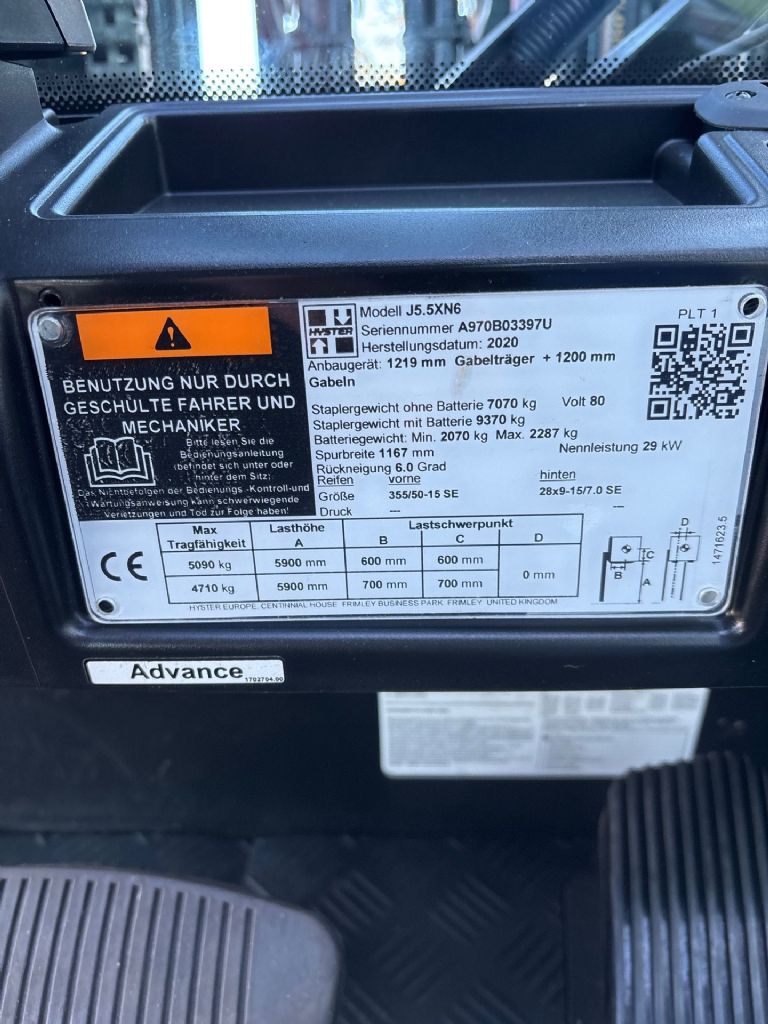 BENUTZUNG NUR DURCH
GESCHULTE FAHRER UND
MECHANIKER
Bitte lesen Sie die
Bedienungsanleitung
(befindet sich unter oder
hinter dem Sitz)
Das Nichtbefolgen der Bedienungs-,Kontroll-und
Wartungsanweisung kann schwerwiegende
Verletzungen und Tod zur Folge haben!
HYSTER
Modell J5.5XN6
Seriennummer A970B03397U
Herstellungsdatum: 2020
Anbaugerät: 1219 mm Gabelträger + 1200 mm
Gabeln
PLT 1
Staplergewicht ohne Batterie 7070 kg Volt 80
Staplergewicht mit Batterie 9370 kg
Batteriegewicht: Min. 2070 kg Max. 2287 kg
Spurbreite 1167 mm Nennleistung 29 kW
Rückneigung 6.0 Grad
Reifen vorne hinten
Größe 355/50-15 SE 28x9-15/7.0 SE
Druck --- ---
CE
Max Tragfähigkeit Lasthöhe A Lastschwerpunkt
B C D
5090 kg 5900 mm 600 mm 600 mm
4710 kg 5900 mm 700 mm 700 mm 0 mm
D
C
B
A
1471623.5
HYSTER EUROPE, CENTINNIAL HOUSE, FRIMLEY BUSINESS PARK, FRIMLEY, UNITED KINGDOM
Advance
1702704.00